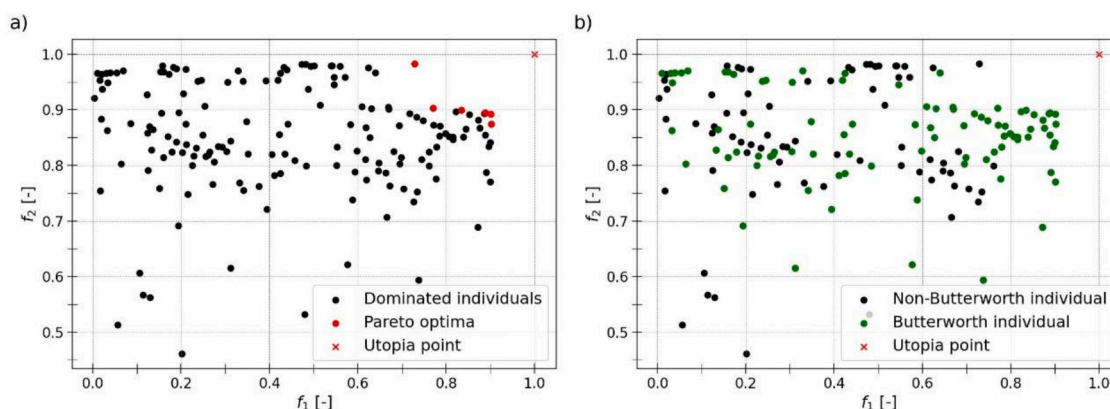 a)
1.0
0.9
0.8
0.7
0.6
0.5
f2 [-]
Dominated individuals
Pareto optima
Utopia point
0.0 0.2 0.4 0.6 0.8 1.0
f1 [-]
b)
1.0
0.9
0.8
0.7
0.6
0.5
f2 [-]
Non-Butterworth individual
Butterworth individual
Utopia point
0.0 0.2 0.4 0.6 0.8 1.0
f1 [-]